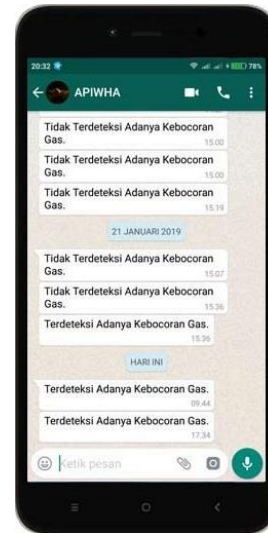 20:32 78%
APIWHA
Tidak Terdeteksi Adanya Kebocoran
Gas. 15.00
Tidak Terdeteksi Adanya Kebocoran
Gas. 15.00
Tidak Terdeteksi Adanya Kebocoran
Gas. 15.19
21 JANUARI 2019
Tidak Terdeteksi Adanya Kebocoran
Gas. 15.07
Tidak Terdeteksi Adanya Kebocoran
Gas. 15.36
Terdeteksi Adanya Kebocoran Gas.
15.36
HARI INI
Terdeteksi Adanya Kebocoran Gas.
09.44
Terdeteksi Adanya Kebocoran Gas.
17.34
Ketik pesan